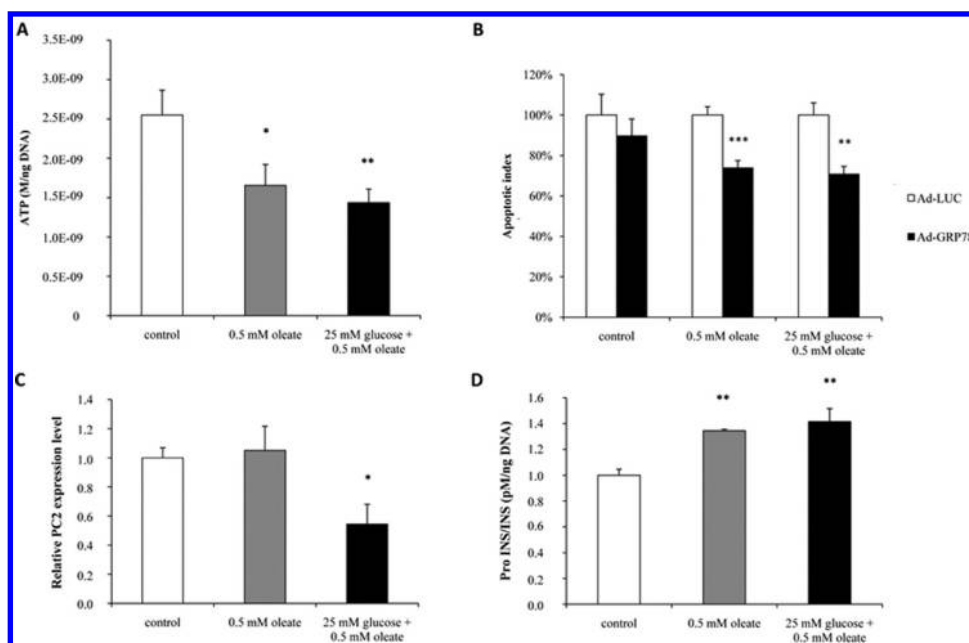 A
3.5E-09
3.0E-09
2.5E-09
2.0E-09
1.5E-09
1.0E-09
5.0E-09
0
ATP (M/ng DNA)
*
**
control
0.5 mM oleate
25 mM glucose +
0.5 mM oleate
B
120%
100%
80%
60%
40%
20%
0%
Apoptotic index
***
**
control
0.5 mM oleate
25 mM glucose +
0.5 mM oleate
Ad-LUC
Ad-GRP78
C
1.4
1.2
1.0
0.8
0.6
0.4
0.2
0.0
Relative PC2 expression level
*
control
0.5 mM oleate
25 mM glucose +
0.5 mM oleate
D
1.6
1.4
1.2
1.0
0.8
0.6
0.4
0.2
0.0
Pro INS/INS (pM/ng DNA)
**
**
control
0.5 mM oleate
25 mM glucose +
0.5 mM oleate